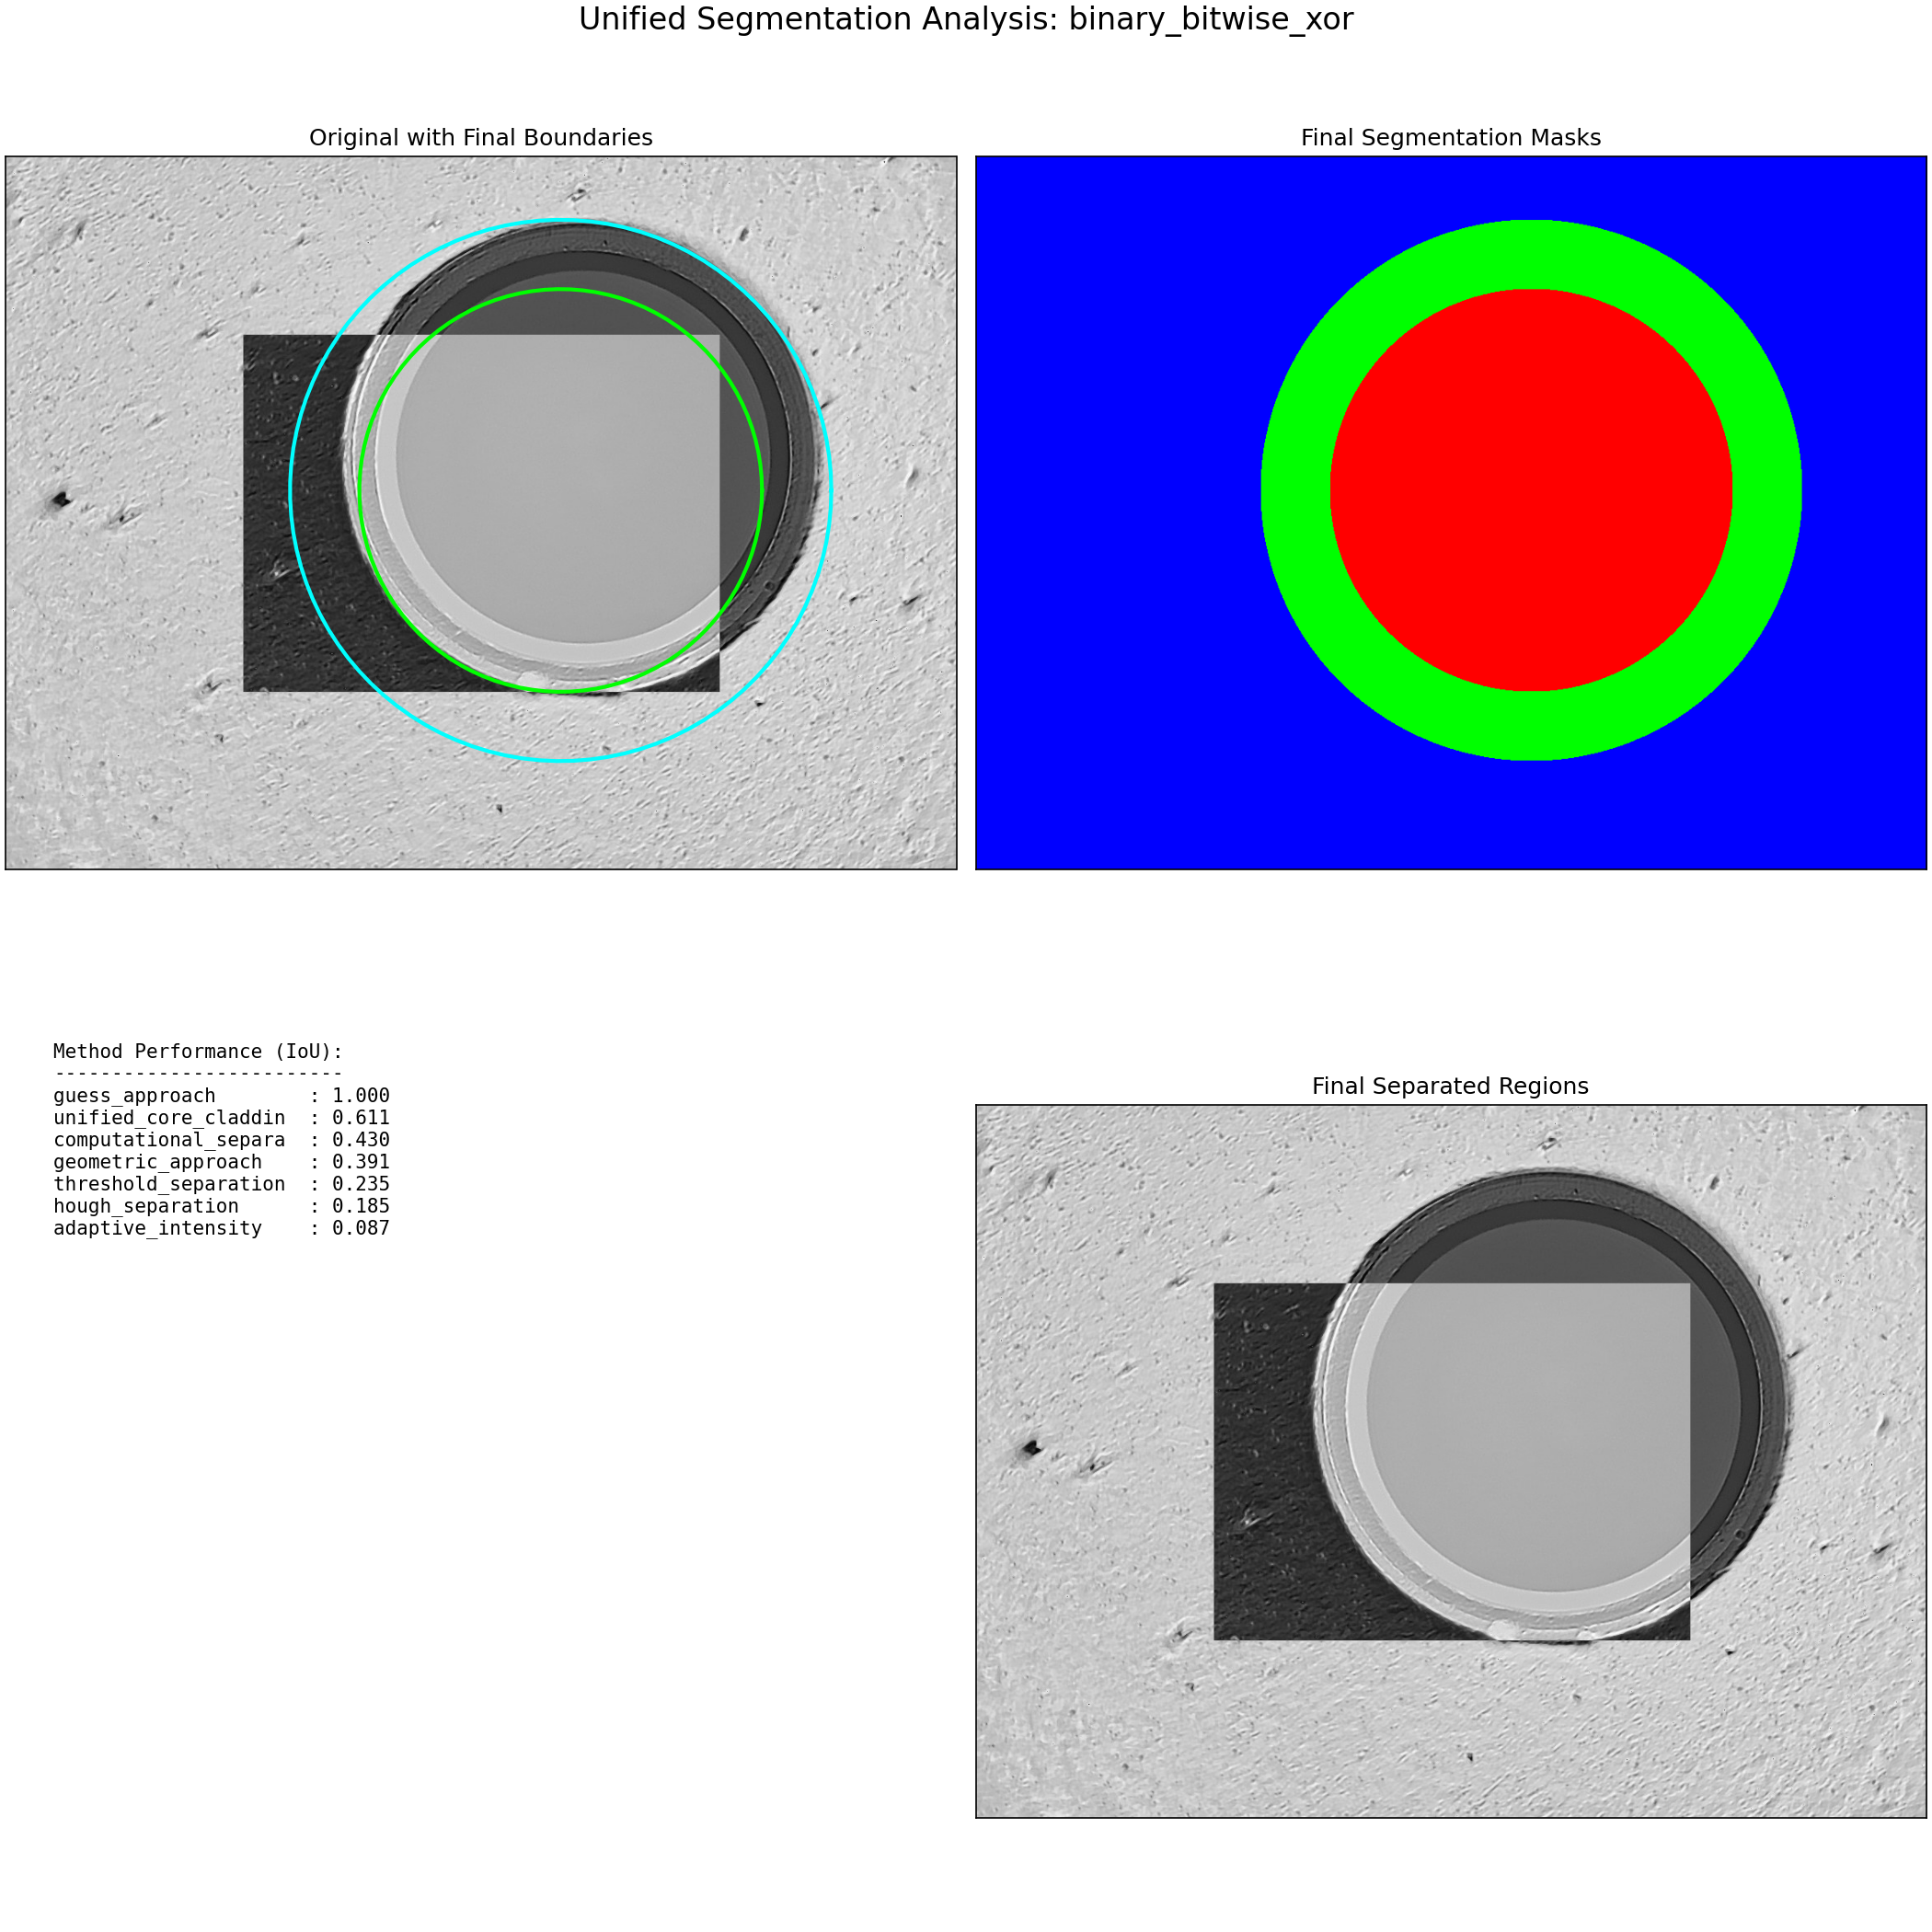 Unified Segmentation Analysis: binary_bitwise_xor
Original with Final Boundaries
Final Segmentation Masks
Method Performance (IoU):
-------------------------
guess_approach        : 1.000
unified_core_claddin  : 0.611
computational_separa  : 0.430
geometric_approach    : 0.391
threshold_separation  : 0.235
hough_separation      : 0.185
adaptive_intensity    : 0.087
Final Separated Regions